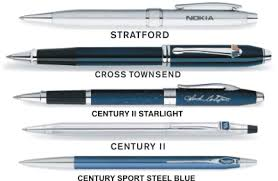 NOKIA
STRATFORD
CROSS TOWNSEND
CENTURY II STARLIGHT
CENTURY II
CENTURY SPORT STEEL BLUE